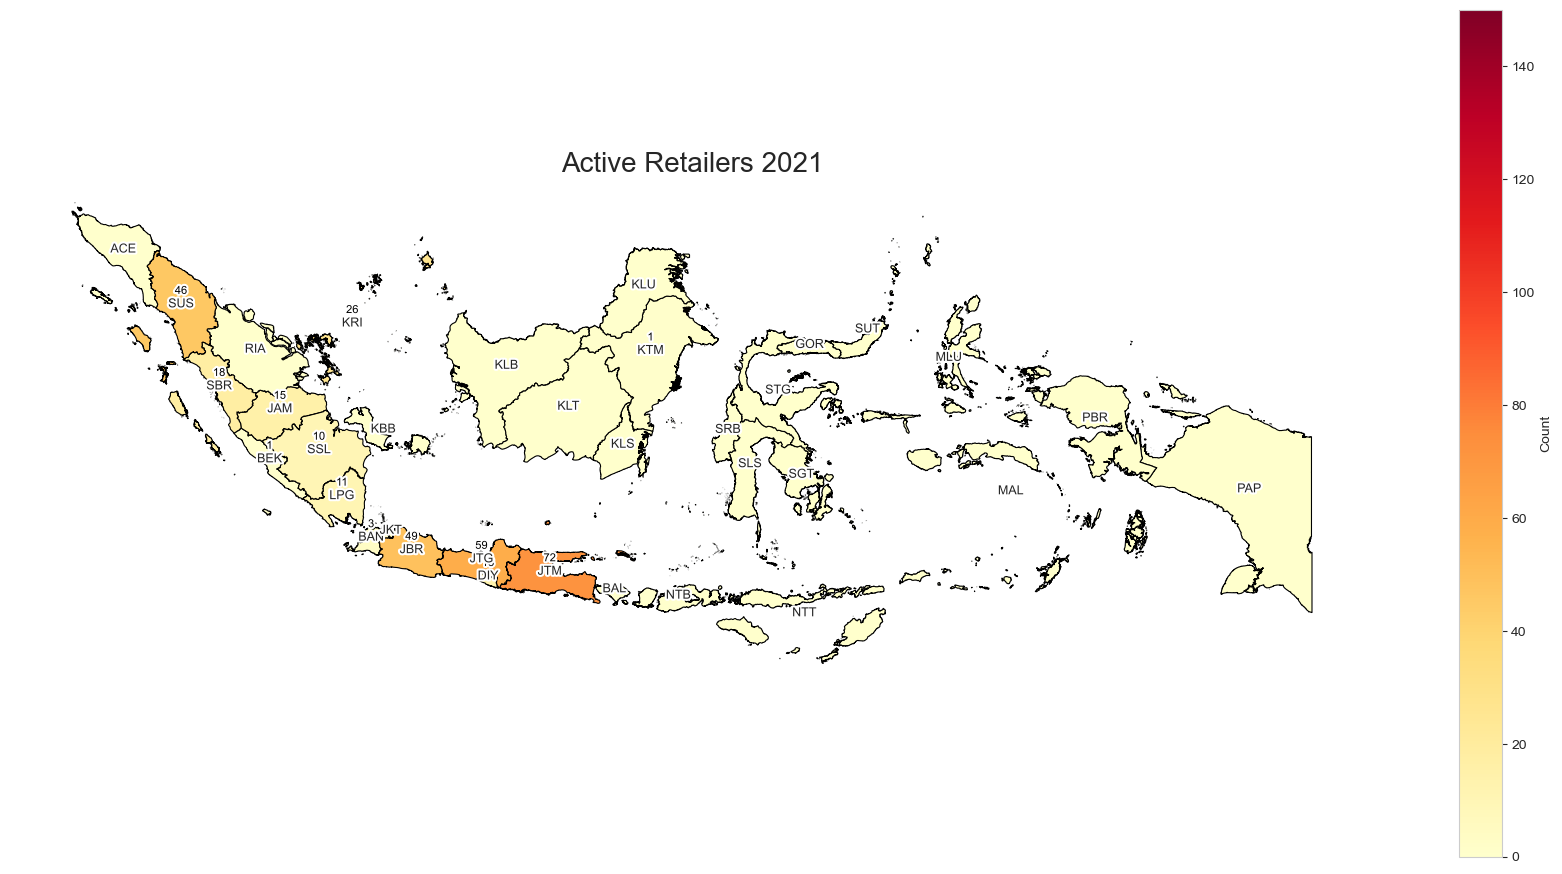 Active Retailers 2021
ACE
46
SUS
26
KRI
RIA
18
SBR
15
JAM
KBB
10
SSL
1
BEK
11
LPG
3
BAN
JKT
49
JBR
59
JTG
DIY
72
JTM
BAL
NTB
NTT
KLU
1
KTM
KLB
KLT
KLS
GOR
SUT
STG
SRB
SLS
SGT
MLU
MAL
PBR
PAP
140
120
100
80
60
40
20
0
Count